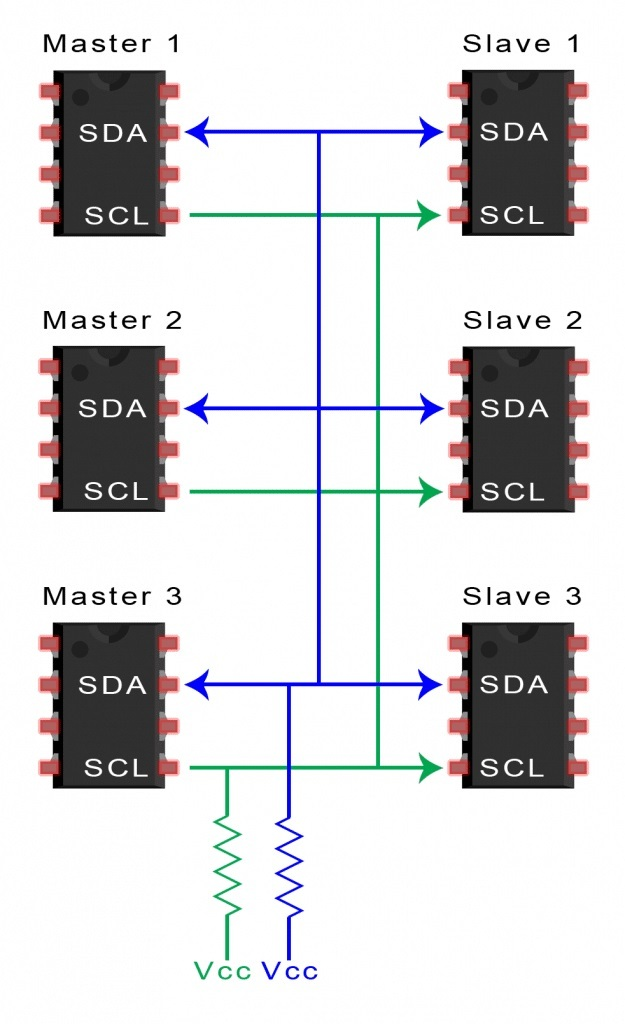 Master 1 Slave 1
SDA SDA
SCL SCL
Master 2 Slave 2
SDA SDA
SCL SCL
Master 3 Slave 3
SDA SDA
SCL SCL
Vcc Vcc